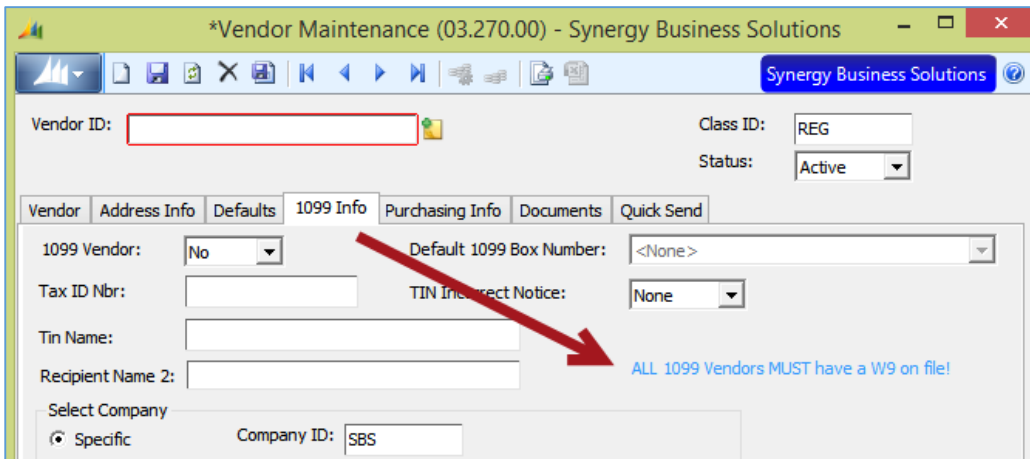 *Vendor Maintenance (03.270.00) - Synergy Business Solutions
Synergy Business Solutions
Vendor ID:
Class ID: REG
Status: Active
Vendor Address Info Defaults 1099 Info Purchasing Info Documents Quick Send
1099 Vendor: No Default 1099 Box Number: <None>
Tax ID Nbr: TIN Incorrect Notice: None
Tin Name:
Recipient Name 2: ALL 1099 Vendors MUST have a W9 on file!
Select Company
Specific Company ID: SBS